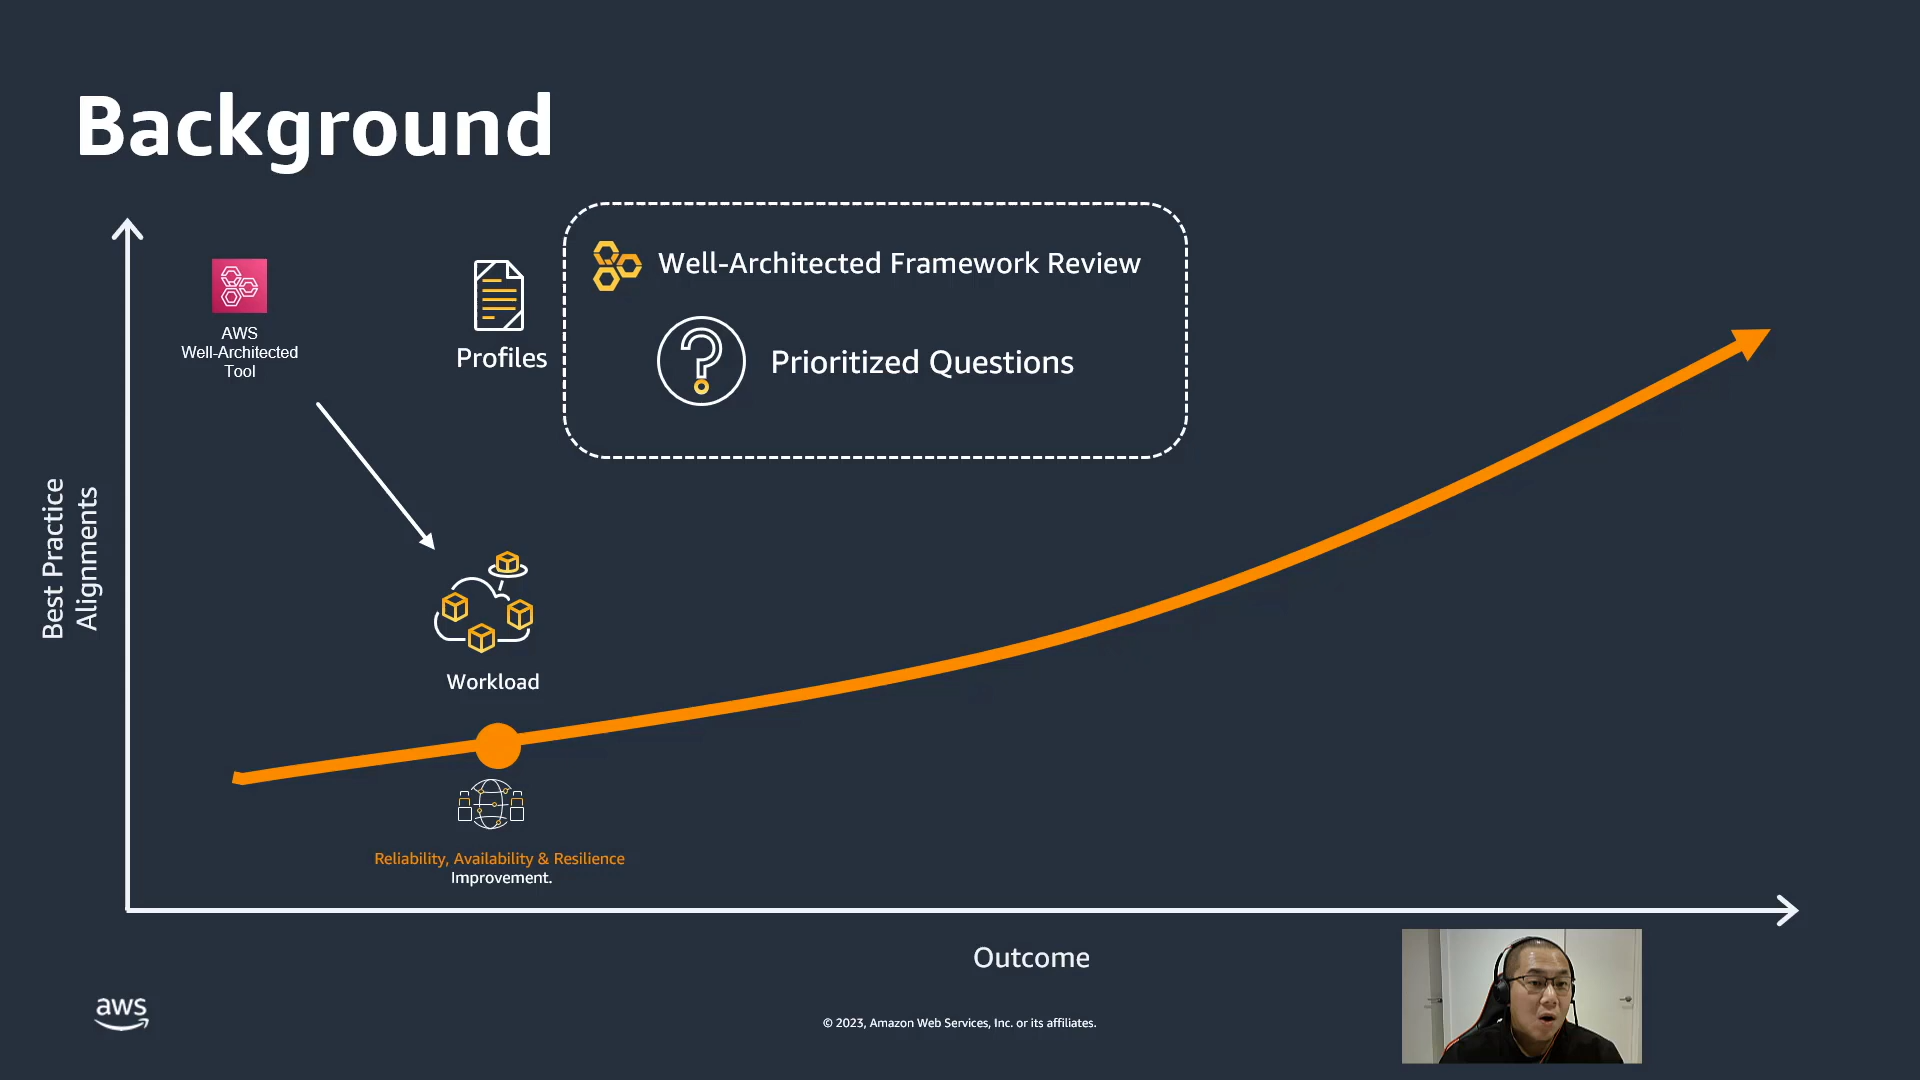 Background
AWS
Well-Architected
Tool
Profiles
Well-Architected Framework Review
Prioritized Questions
Best Practice
Alignments
Workload
Reliability, Availability & Resilience
Improvement.
Outcome
aws
© 2023, Amazon Web Services, Inc. or its affiliates.